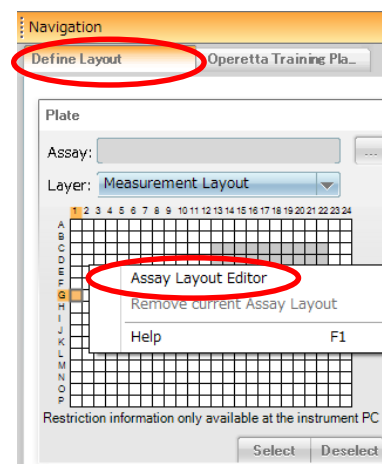 Navigation
Define Layout Operetta Training Pla...
Plate
Assay: ...
Layer: Measurement Layout
1 2 3 4 5 6 7 8 9 10 11 12 13 14 15 16 17 18 19 20 21 22 23 24
A
B
C
D
E
F
G
H
I
J
K
L
M
N
O
P
Assay Layout Editor
Remove current Assay Layout
Help F1
Restriction information only available at the instrument PC
Select Deselect